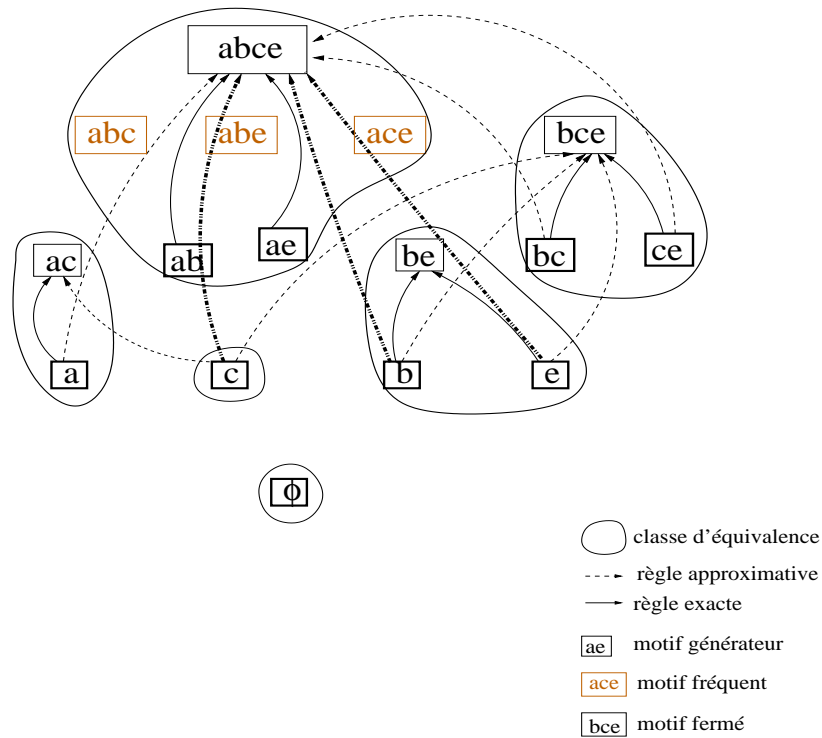 abce
abc abe ace
bce
ac ab ae be bc ce
a c b e
ϕ
classe d'équivalence
règle approximative
règle exacte
ae motif générateur
ace motif fréquent
bce motif fermé